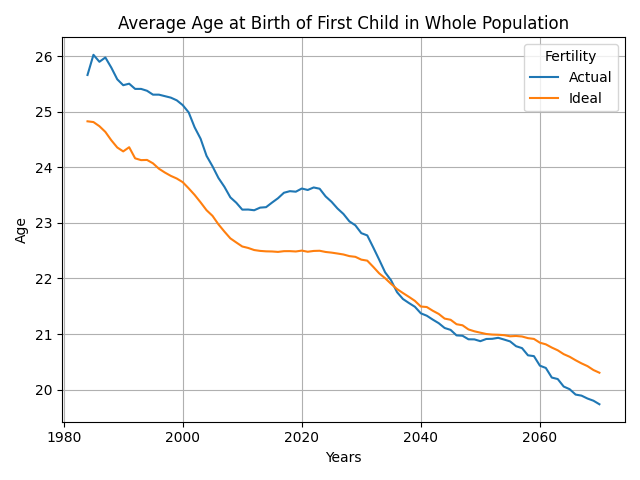 Average Age at Birth of First Child in Whole Population
Fertility
Actual
Ideal
Age
26
25
24
23
22
21
20
1980 2000 2020 2040 2060
Years